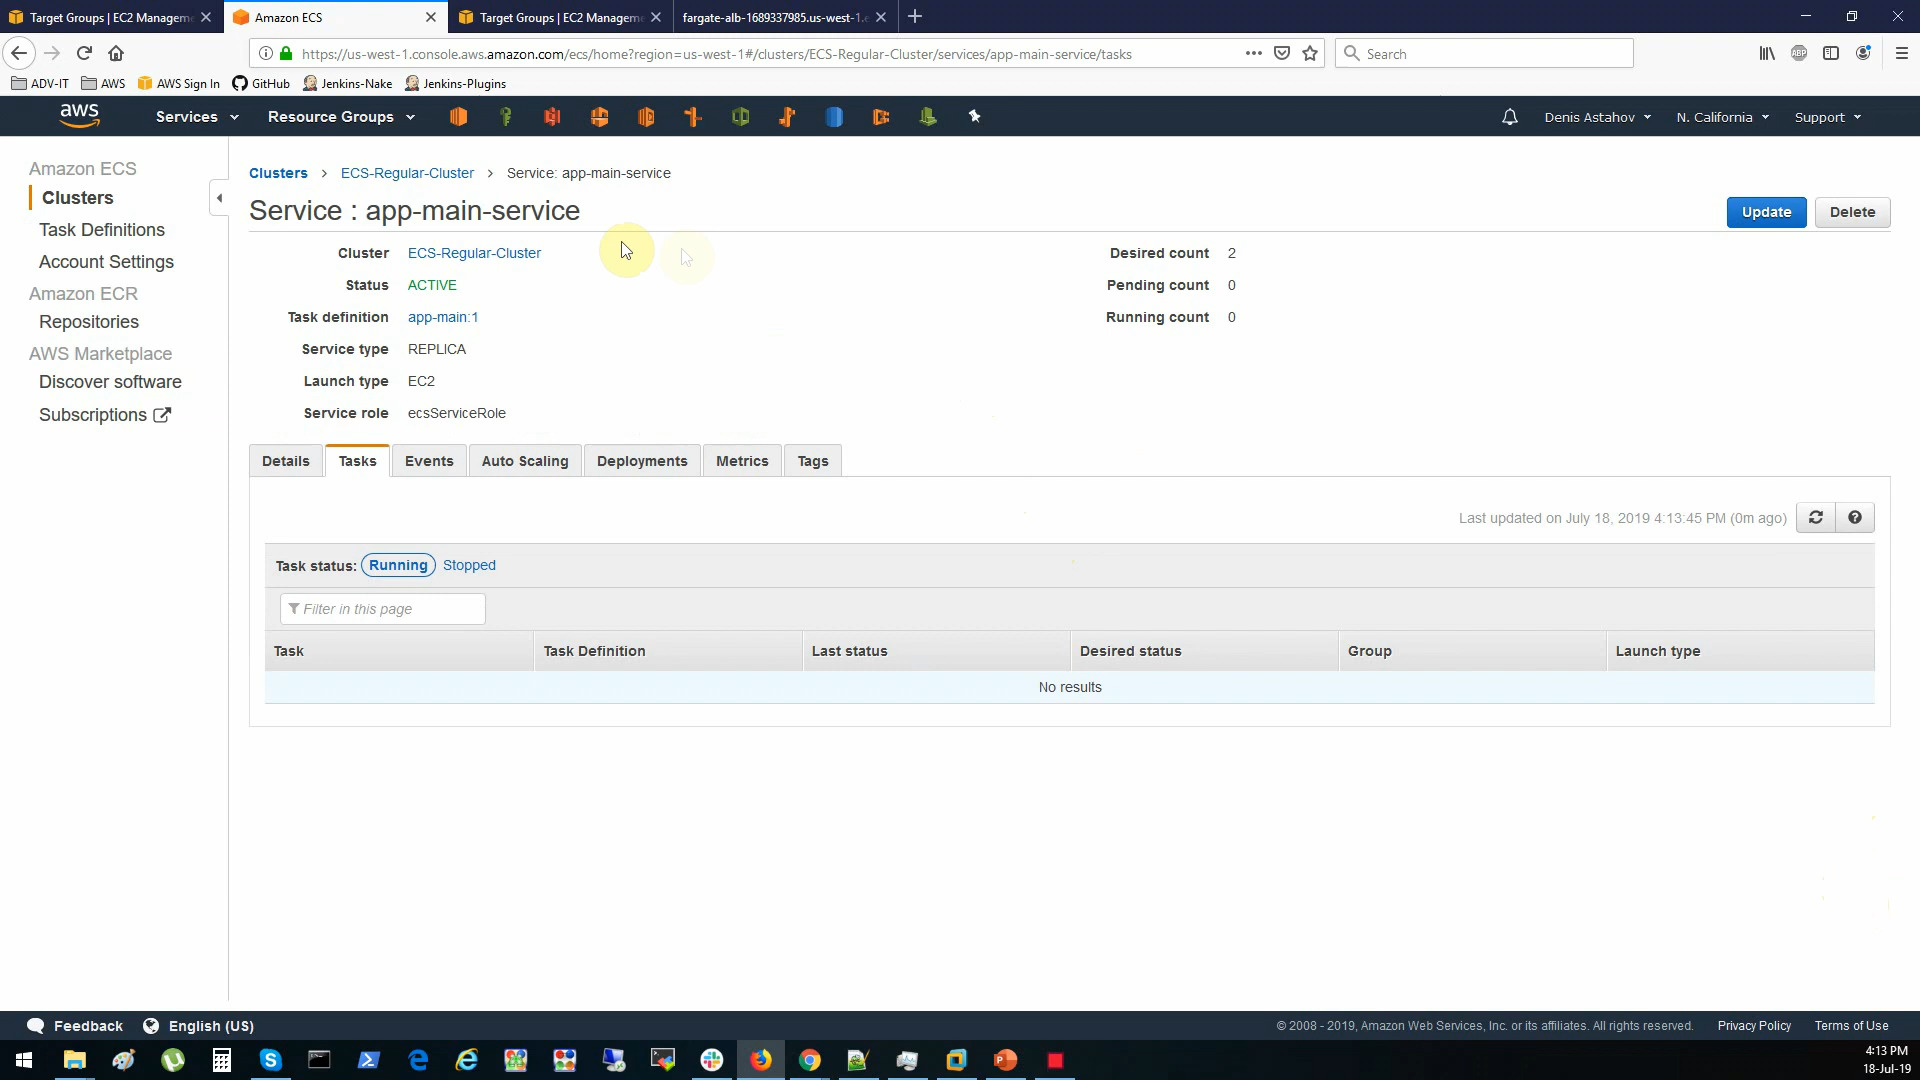 Target Groups | EC2 Manageme
Amazon ECS
Target Groups | EC2 Manageme
fargate-alb-1689337985.us-west-1.e
https://us-west-1.console.aws.amazon.com/ecs/home?region=us-west-1#/clusters/ECS-Regular-Cluster/services/app-main-service/tasks
Search
ABP
ADV-IT
AWS
AWS Sign In
GitHub
Jenkins-Nake
Jenkins-Plugins
aws
Services
Resource Groups
Denis Astahov
N. California
Support
Amazon ECS
Clusters
Task Definitions
Account Settings
Amazon ECR
Repositories
AWS Marketplace
Discover software
Subscriptions
Clusters > ECS-Regular-Cluster > Service: app-main-service
Service : app-main-service
Update
Delete
Cluster ECS-Regular-Cluster
Status ACTIVE
Task definition app-main:1
Service type REPLICA
Launch type EC2
Service role ecsServiceRole
Desired count 2
Pending count 0
Running count 0
Details
Tasks
Events
Auto Scaling
Deployments
Metrics
Tags
Last updated on July 18, 2019 4:13:45 PM (0m ago)
Task status: Running Stopped
Filter in this page
Task
Task Definition
Last status
Desired status
Group
Launch type
No results
Feedback
English (US)
© 2008 - 2019, Amazon Web Services, Inc. or its affiliates. All rights reserved.
Privacy Policy
Terms of Use
4:13 PM
18-Jul-19